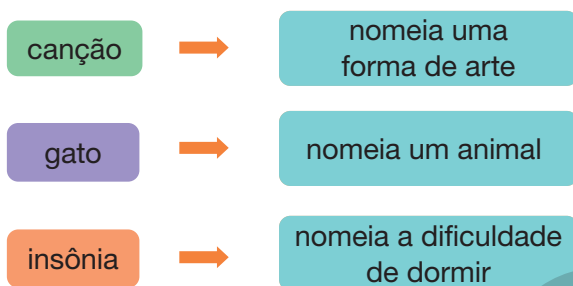 canção
nomeia uma
forma de arte
gato
nomeia um animal
insônia
nomeia a dificuldade
de dormir